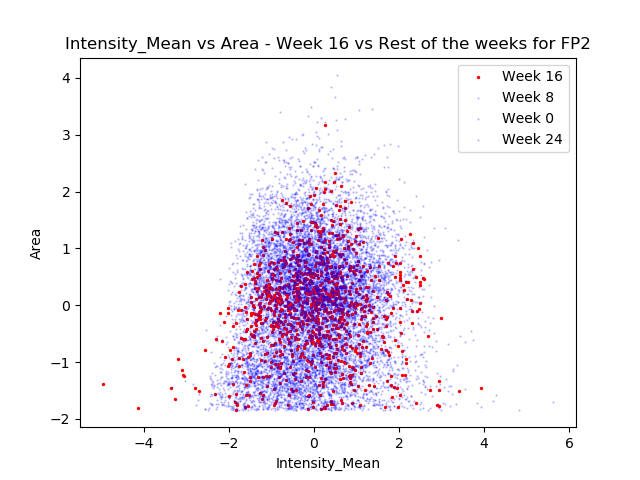 Intensity_Mean vs Area - Week 16 vs Rest of the weeks for FP2
Week 16
Week 8
Week 0
Week 24
4
3
2
1
0
−1
−2
Area
−4
−2
0
2
4
6
Intensity_Mean